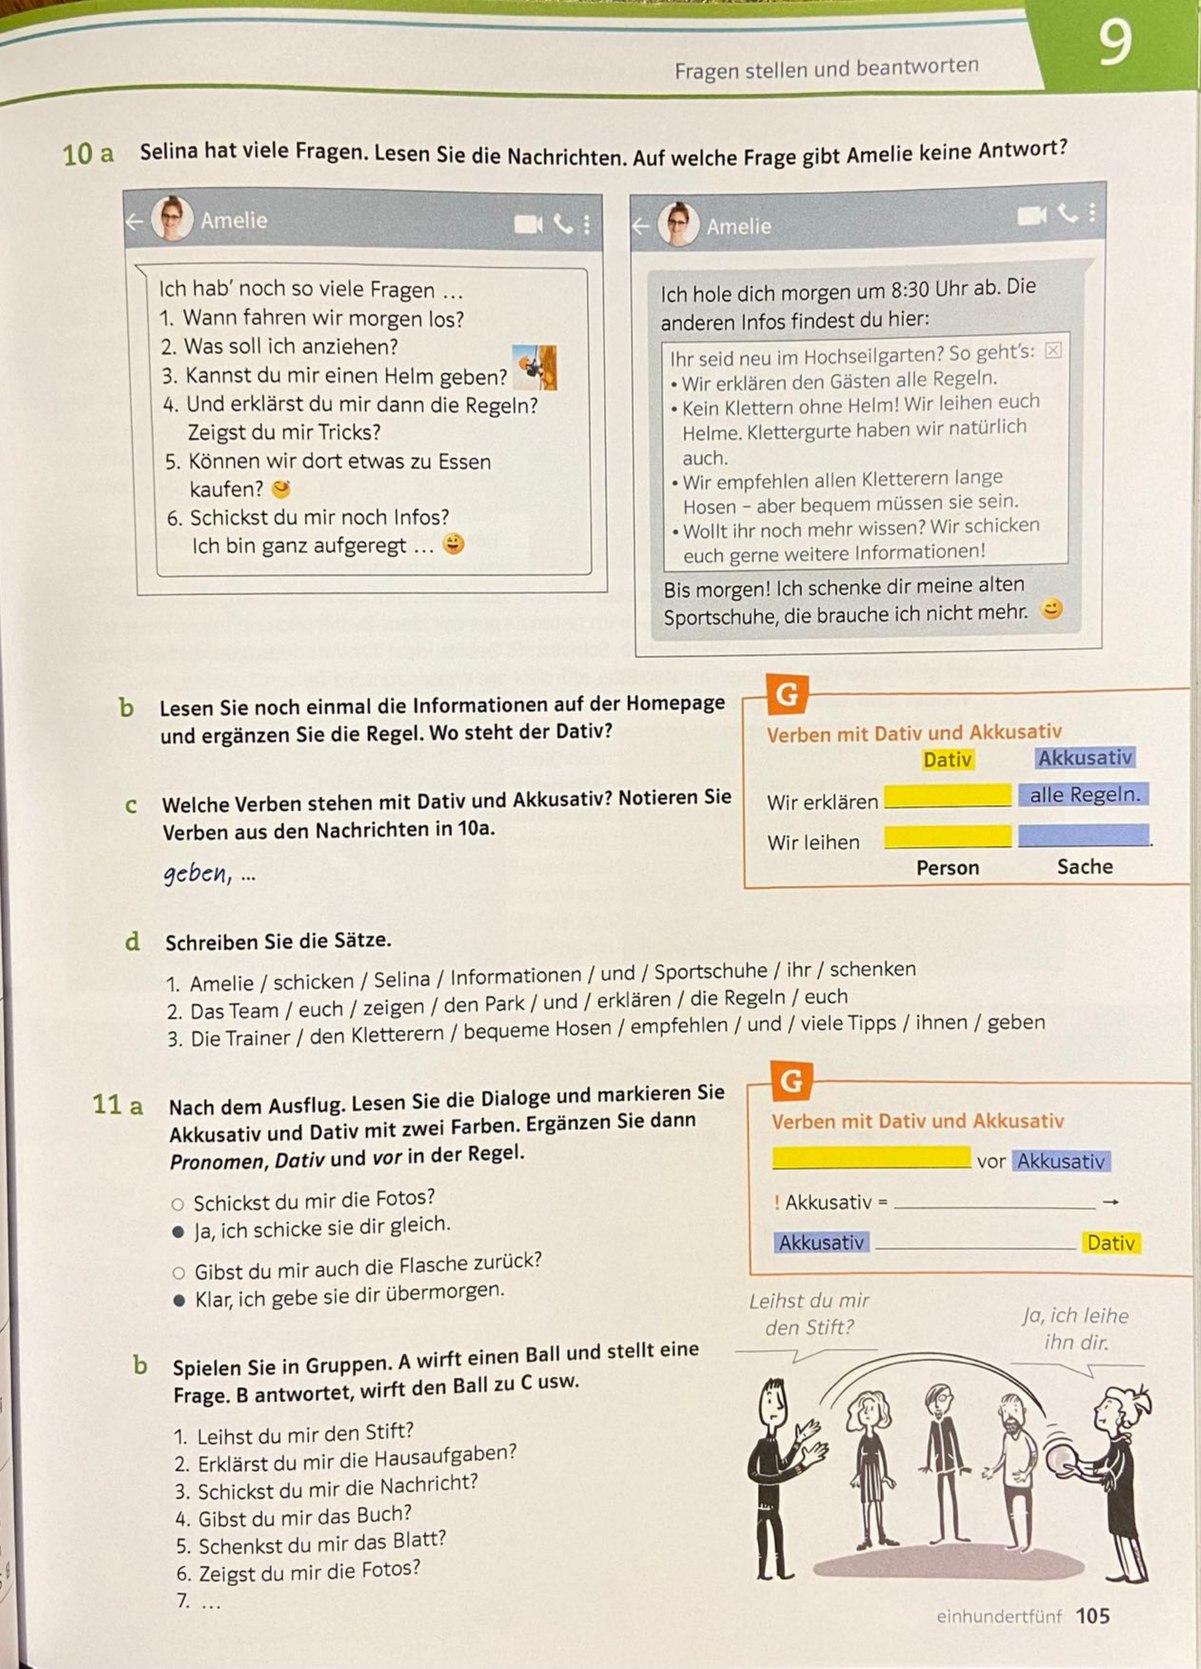 Fragen stellen und beantworten
9
10 a Selina hat viele Fragen. Lesen Sie die Nachrichten. Auf welche Frage gibt Amelie keine Antwort?
Amelie
Ich hab' noch so viele Fragen ...
1. Wann fahren wir morgen los?
2. Was soll ich anziehen?
3. Kannst du mir einen Helm geben?
4. Und erklärst du mir dann die Regeln?
Zeigst du mir Tricks?
5. Können wir dort etwas zu Essen
kaufen?
6. Schickst du mir noch Infos?
Ich bin ganz aufgeregt ...
Amelie
Ich hole dich morgen um 8:30 Uhr ab. Die
anderen Infos findest du hier:
Ihr seid neu im Hochseilgarten? So geht's:
• Wir erklären den Gästen alle Regeln.
• Kein Klettern ohne Helm! Wir leihen euch
Helme. Klettergurte haben wir natürlich
auch.
• Wir empfehlen allen Kletterern lange
Hosen – aber bequem müssen sie sein.
• Wollt ihr noch mehr wissen? Wir schicken
euch gerne weitere Informationen!
Bis morgen! Ich schenke dir meine alten
Sportschuhe, die brauche ich nicht mehr.
b Lesen Sie noch einmal die Informationen auf der Homepage
und ergänzen Sie die Regel. Wo steht der Dativ?
c Welche Verben stehen mit Dativ und Akkusativ? Notieren Sie
Verben aus den Nachrichten in 10a.
geben, ...
G
Verben mit Dativ und Akkusativ
Dativ Akkusativ
Wir erklären ____ alle Regeln.
Wir leihen ____ ____.
Person Sache
d Schreiben Sie die Sätze.
1. Amelie / schicken / Selina / Informationen / und / Sportschuhe / ihr / schenken
2. Das Team / euch / zeigen / den Park / und / erklären / die Regeln / euch
3. Die Trainer / den Kletterern / bequeme Hosen / empfehlen / und / viele Tipps / ihnen / geben
11 a Nach dem Ausflug. Lesen Sie die Dialoge und markieren Sie
Akkusativ und Dativ mit zwei Farben. Ergänzen Sie dann
Pronomen, Dativ und vor in der Regel.
○ Schickst du mir die Fotos?
● Ja, ich schicke sie dir gleich.
○ Gibst du mir auch die Flasche zurück?
● Klar, ich gebe sie dir übermorgen.
G
Verben mit Dativ und Akkusativ
____ vor Akkusativ
! Akkusativ = ____ →
Akkusativ ____ Dativ
b Spielen Sie in Gruppen. A wirft einen Ball und stellt eine
Frage. B antwortet, wirft den Ball zu C usw.
1. Leihst du mir den Stift?
2. Erklärst du mir die Hausaufgaben?
3. Schickst du mir die Nachricht?
4. Gibst du mir das Buch?
5. Schenkst du mir das Blatt?
6. Zeigst du mir die Fotos?
7. ...
Leihst du mir
den Stift?
Ja, ich leihe
ihn dir.
einhundertfünf 105